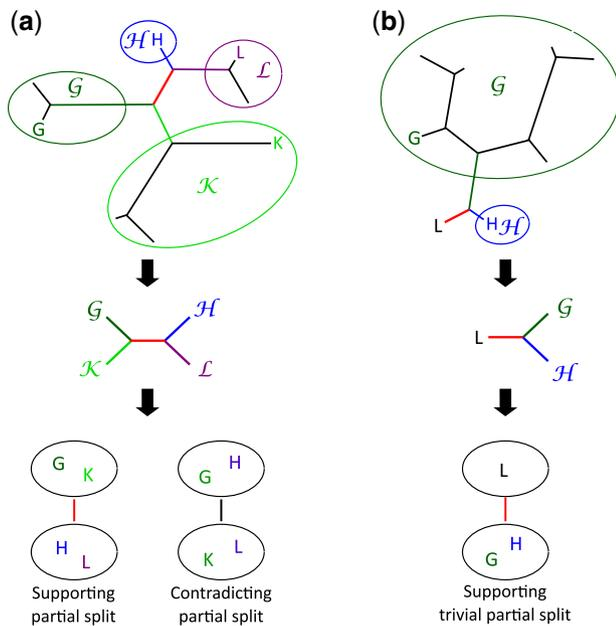 (a)
(b)
ℋ H
L ℒ
𝒢
G
K
𝒦
𝒢
G
L
H ℋ
𝒢 ℋ
𝒦 ℒ
𝒢
L
ℋ
G K
H L
Supporting
partial split
G H
K L
Contradicting
partial split
L
G H
Supporting
trivial partial split